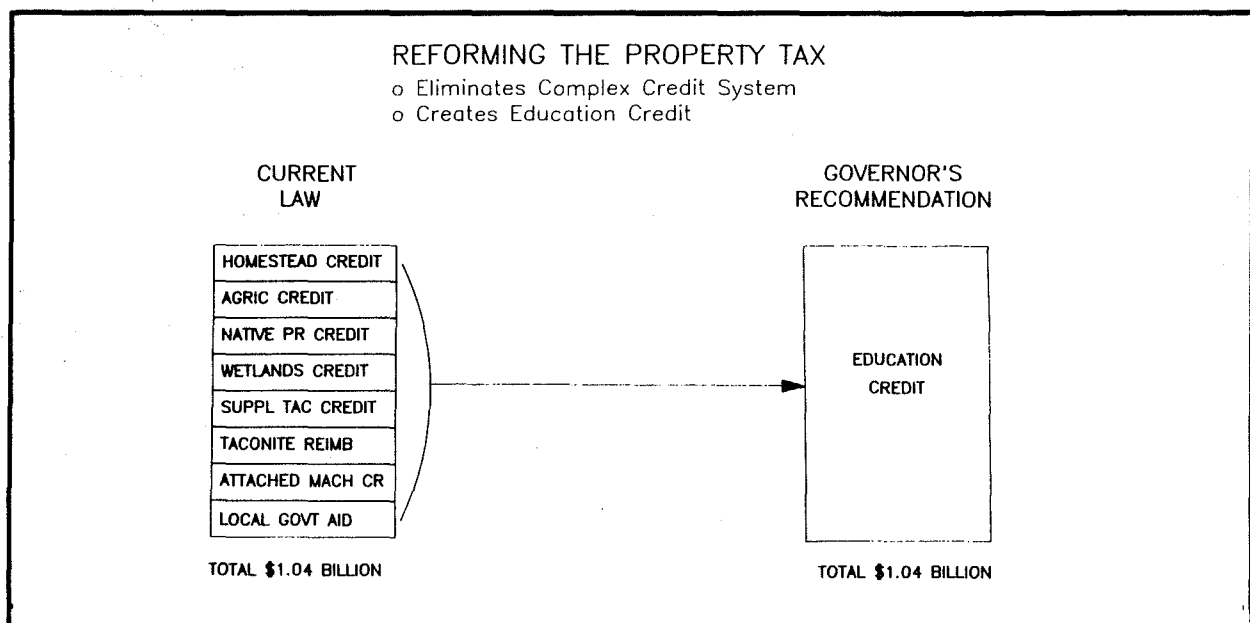 REFORMING THE PROPERTY TAX
o Eliminates Complex Credit System
o Creates Education Credit
CURRENT
LAW
HOMESTEAD CREDIT
AGRIC CREDIT
NATIVE PR CREDIT
WETLANDS CREDIT
SUPPL TAC CREDIT
TACONITE REIMB
ATTACHED MACH CR
LOCAL GOVT AID
TOTAL $1.04 BILLION
GOVERNOR'S
RECOMMENDATION
EDUCATION
CREDIT
TOTAL $1.04 BILLION